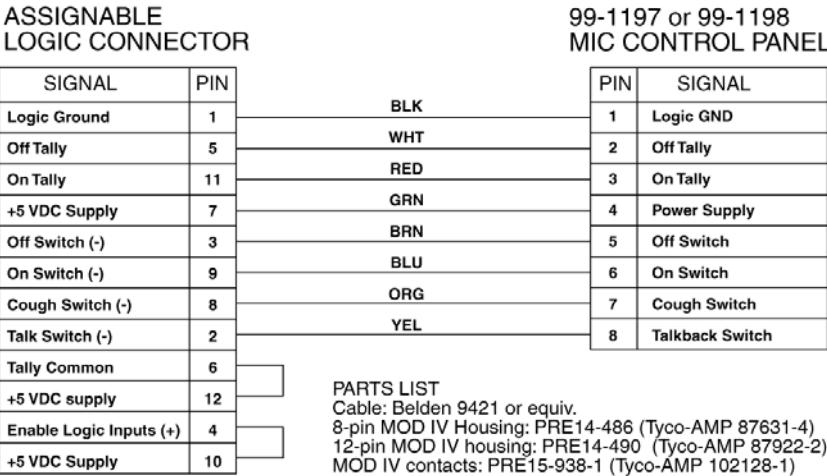 ASSIGNABLE
LOGIC CONNECTOR
99-1197 or 99-1198
MIC CONTROL PANEL
SIGNAL PIN PIN SIGNAL
Logic Ground 1 BLK 1 Logic GND
Off Tally 5 WHT 2 Off Tally
On Tally 11 RED 3 On Tally
+5 VDC Supply 7 GRN 4 Power Supply
Off Switch (-) 3 BRN 5 Off Switch
On Switch (-) 9 BLU 6 On Switch
Cough Switch (-) 8 ORG 7 Cough Switch
Talk Switch (-) 2 YEL 8 Talkback Switch
Tally Common 6
+5 VDC supply 12
Enable Logic Inputs (+) 4
+5 VDC Supply 10
PARTS LIST
Cable: Belden 9421 or equiv.
8-pin MOD IV Housing: PRE14-486 (Tyco-AMP 87631-4)
12-pin MOD IV housing: PRE14-490 (Tyco-AMP 87922-2)
MOD IV contacts: PRE15-938-1 (Tyco-AMP 102128-1)